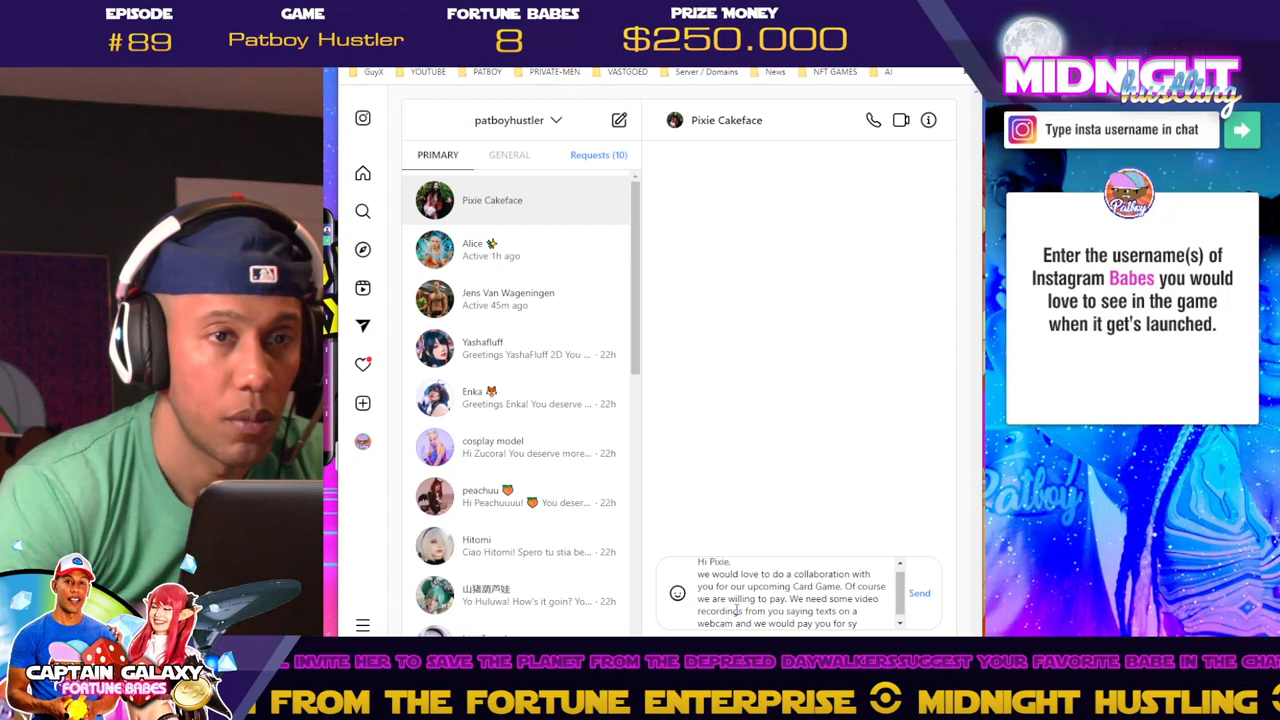 EPISODE
#89
GAME
Patboy Hustler
FORTUNE BABES
8
PRIZE MONEY
$250.000
MIDNIGHT
hustling
GuyX
YOUTUBE
PATBOY
PRIVATE-MEN
VASTGOED
Server / Domains
News
NFT GAMES
AI
patboyhustler
PRIMARY
GENERAL
Requests (10)
Pixie Cakeface
Alice
Active 1h ago
Jens Van Wageningen
Active 45m ago
Yashafluff
Greetings YashaFluff 2D You ... · 22h
Enka
Greetings Enka! You deserve ... · 22h
cosplay model
Hi Zucora! You deserve more... · 22h
peachuu
Hi Peachuuuu! You deser... · 22h
Hitomi
Ciao Hitomi! Spero tu stia be... · 22h
山猪葫芦娃
Yo Huluwa! How's it goin? Yo... · 22h
Pixie Cakeface
Hi Pixie,
we would love to do a collaboration with
you for our upcoming Card Game. Of course
we are willing to pay. We need some video
recordings from you saying texts on a
webcam and we would pay you for sy
Send
Type insta username in chat
Patboy
Enter the username(s) of
Instagram Babes you would
love to see in the game
when it get's launched.
Patboy
CAPTAIN GALAXY
FORTUNE BABES
INVITE HER TO SAVE THE PLANET FROM THE DEPRESED DAYWALKERSSUGGEST YOUR FAVORITE BABE IN THE CHA
FROM THE FORTUNE ENTERPRISE MIDNIGHT HUSTLING